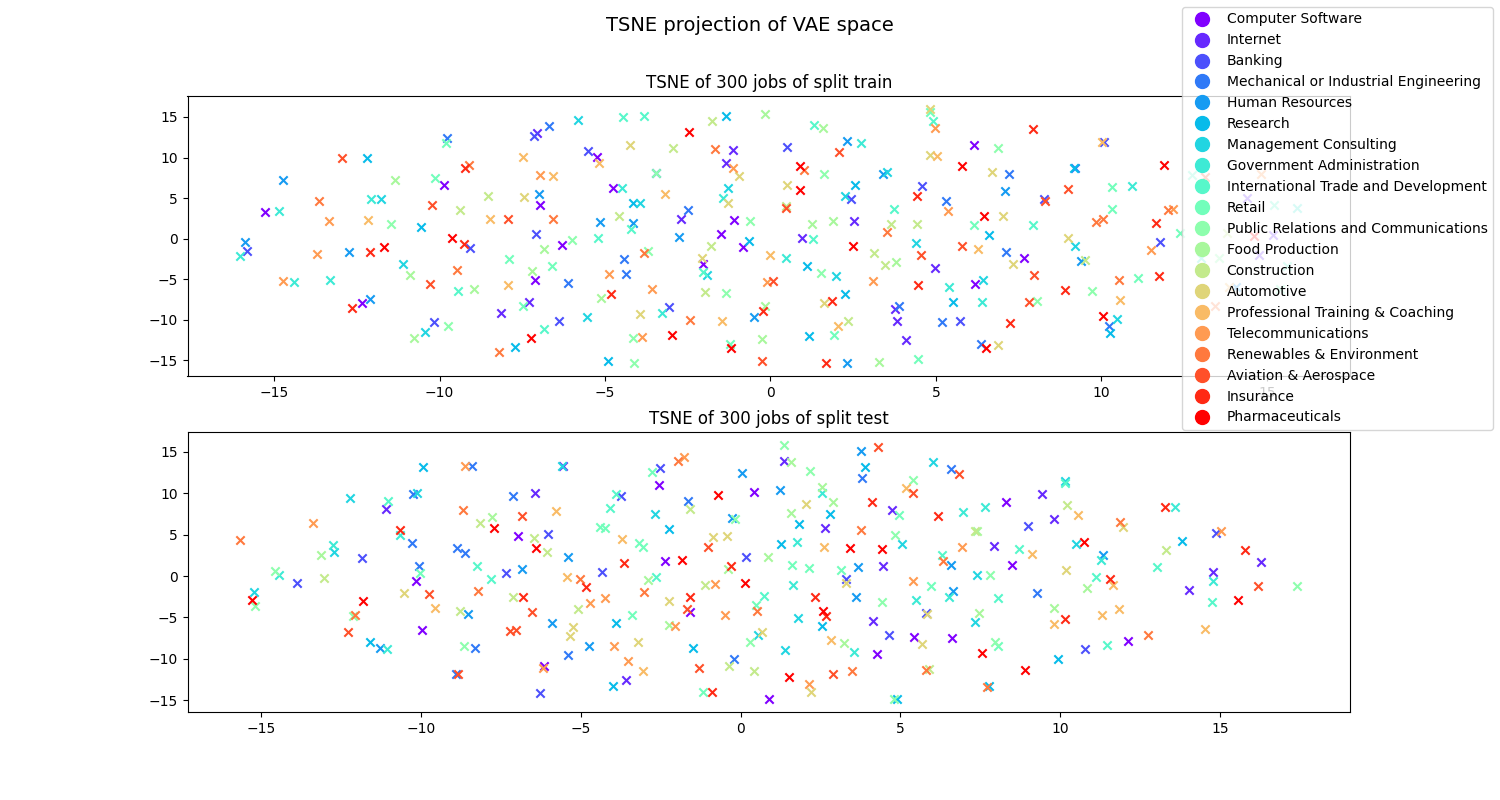 TSNE projection of VAE space
TSNE of 300 jobs of split train
15
10
5
0
−5
−10
−15
−15
−10
−5
0
5
10
15
Computer Software
Internet
Banking
Mechanical or Industrial Engineering
Human Resources
Research
Management Consulting
Government Administration
International Trade and Development
Retail
Public Relations and Communications
Food Production
Construction
Automotive
Professional Training & Coaching
Telecommunications
Renewables & Environment
Aviation & Aerospace
Insurance
Pharmaceuticals
TSNE of 300 jobs of split test
15
10
5
0
−5
−10
−15
−15
−10
−5
0
5
10
15